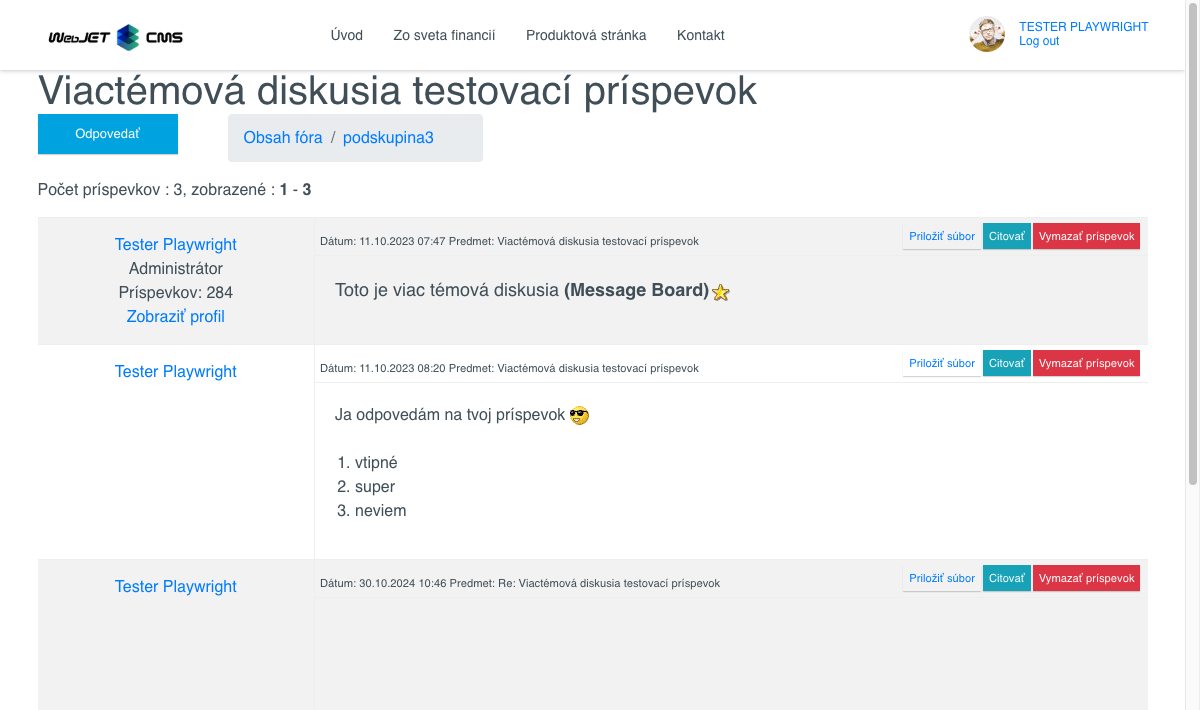 WebJET CMS
Úvod
Zo sveta financií
Produktová stránka
Kontakt
TESTER PLAYWRIGHT
Log out
Viactémová diskusia testovací príspevok
Odpovedať
Obsah fóra / podskupina3
Počet príspevkov : 3, zobrazené : 1 - 3
Tester Playwright
Administrátor
Príspevkov: 284
Zobraziť profil
Dátum: 11.10.2023 07:47 Predmet: Viactémová diskusia testovací príspevok
Priložiť súbor
Citovať
Vymazať príspevok
Toto je viac témová diskusia (Message Board)
Tester Playwright
Dátum: 11.10.2023 08:20 Predmet: Viactémová diskusia testovací príspevok
Priložiť súbor
Citovať
Vymazať príspevok
Ja odpovedám na tvoj príspevok
1. vtipné
2. super
3. neviem
Tester Playwright
Dátum: 30.10.2024 10:46 Predmet: Re: Viactémová diskusia testovací príspevok
Priložiť súbor
Citovať
Vymazať príspevok